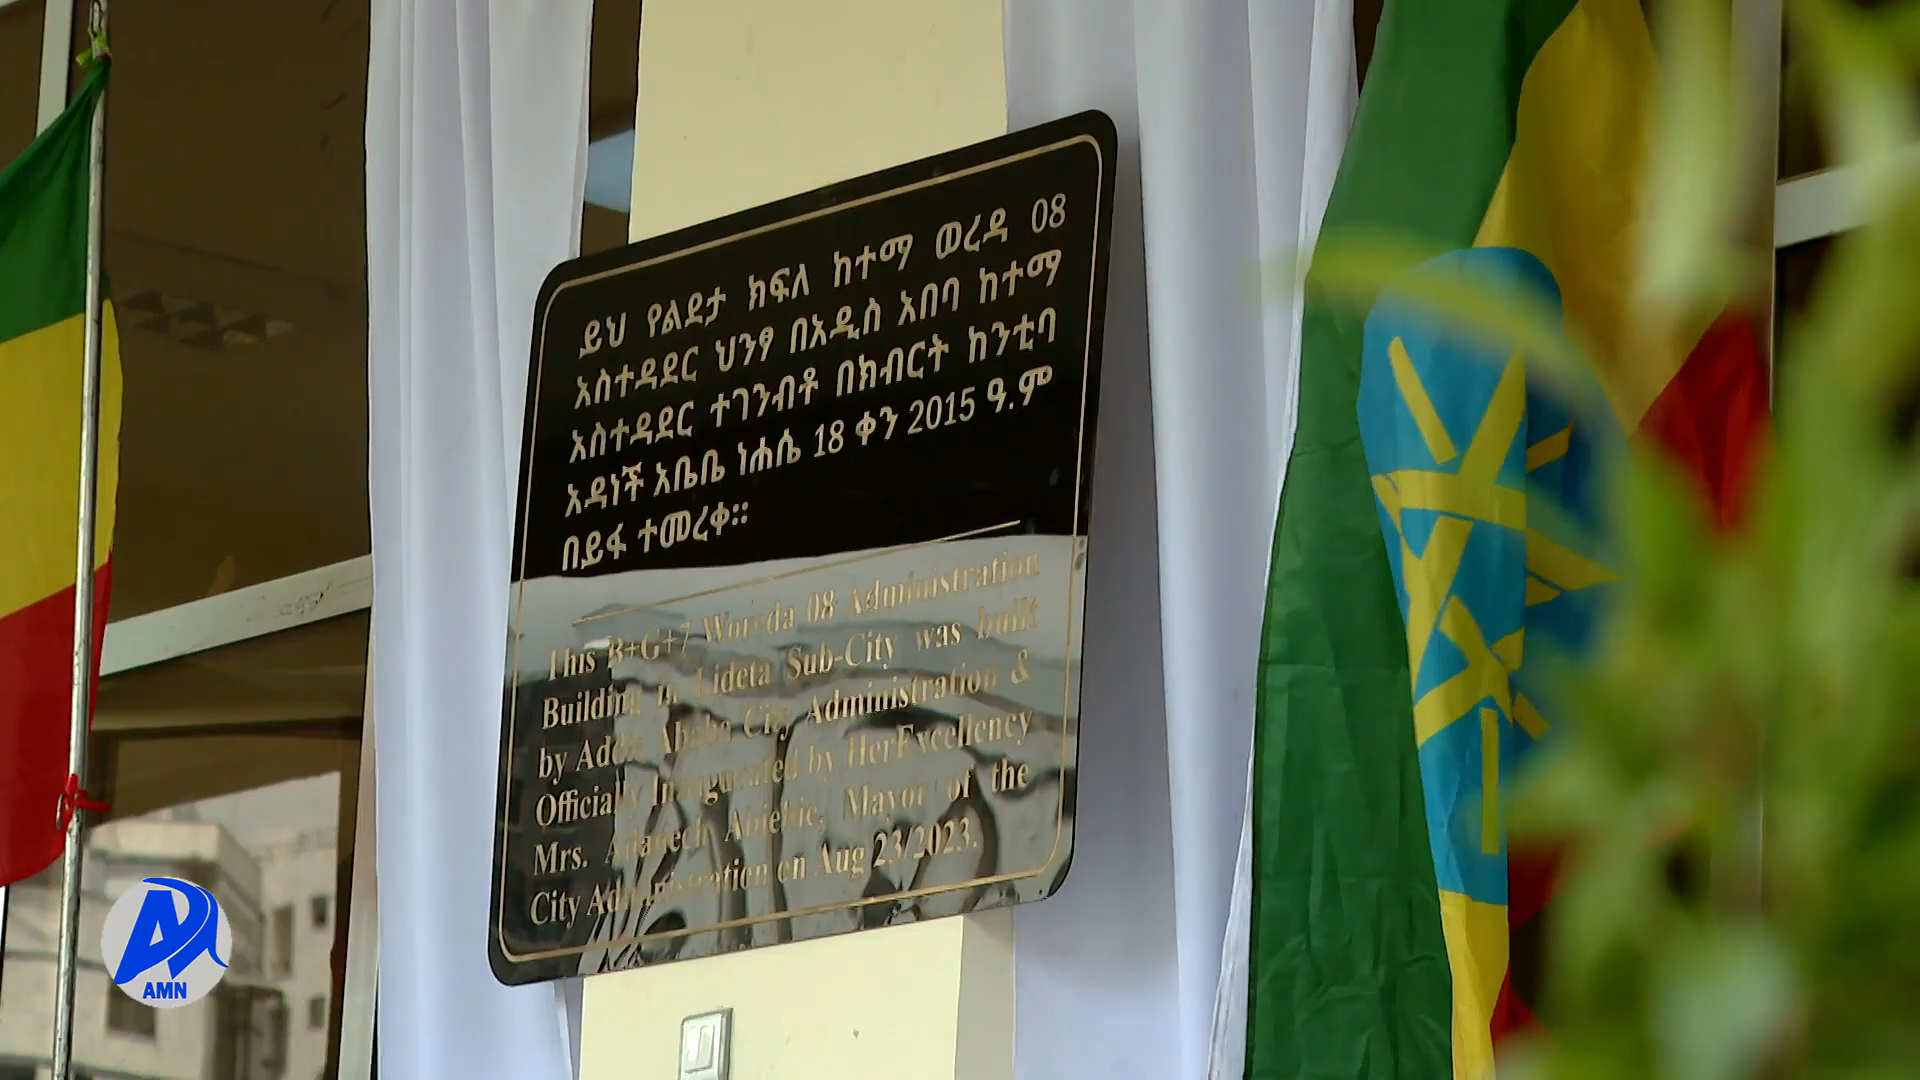 ይህ የልደታ ክፍለ ከተማ ወረዳ 08
አስተዳደር ህንፃ በአዲስ አበባ ከተማ
አስተዳደር ተገንብቶ በክብርት ከንቲባ
አዳነች አቤቤ ነሐሴ 18 ቀን 2015 ዓ.ም
በይፋ ተመረቀ።
This B+G+7 Woreda 08 Administration
Building in Lideta Sub-City was built
by Addis Ababa City Administration &
Officially Inaugurated by HerExcellency
Mrs. Adanech Abiebie, Mayor of the
City Administration on Aug 23/2023.
AMN